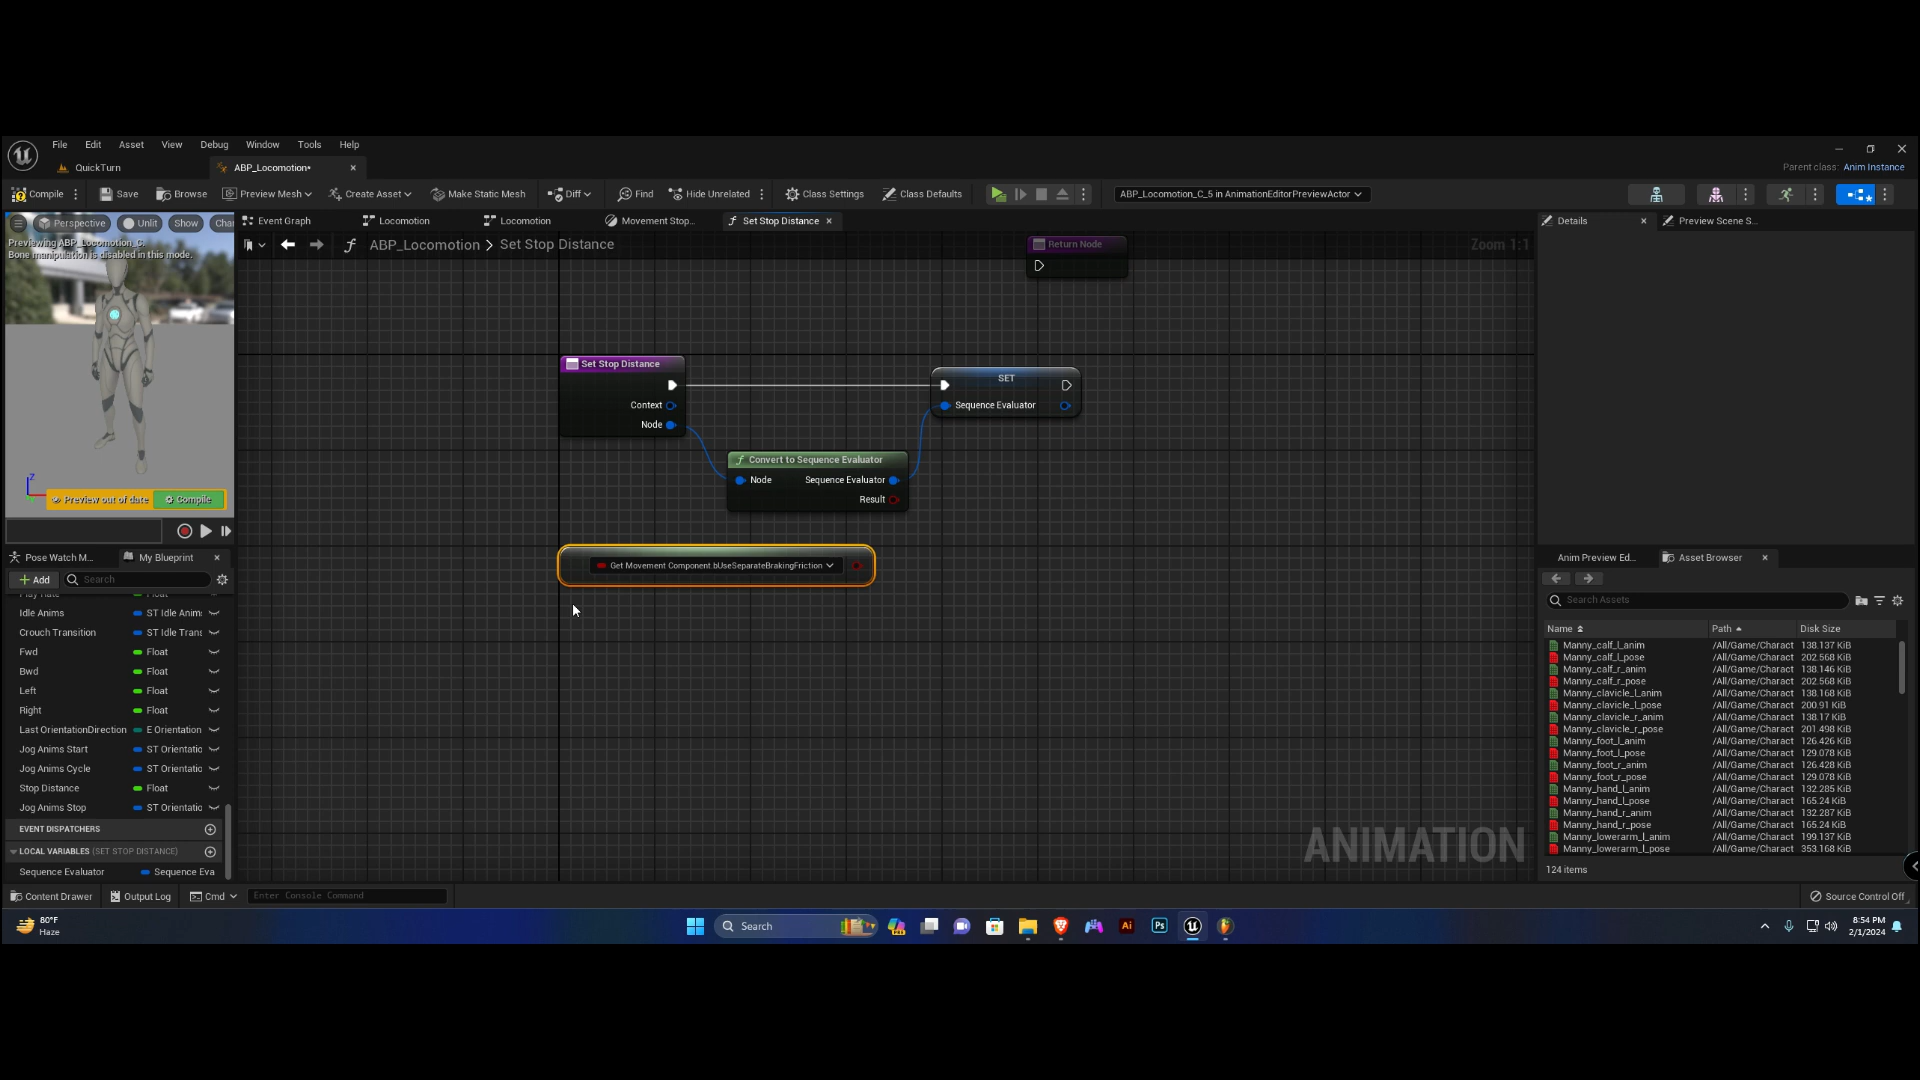 File Edit Asset View Debug Window Tools Help
QuickTurn ABP_Locomotion*
Parent class: Anim Instance
Compile Save Browse Preview Mesh Create Asset Make Static Mesh Diff Find Hide Unrelated Class Settings Class Defaults ABP_Locomotion_C_5 in AnimationEditorPreviewActor
Perspective Unlit Show Char
Event Graph Locomotion Locomotion Movement Stop... Set Stop Distance
Details Preview Scene S...
Previewing ABP_Locomotion_C.
Bone manipulation is disabled in this mode.
ABP_Locomotion > Set Stop Distance
Zoom 1:1
Return Node
Set Stop Distance
Context
Node
SET
Sequence Evaluator
Convert to Sequence Evaluator
Node Sequence Evaluator
Result
Get Movement Component.bUseSeparateBrakingFriction
ANIMATION
Z
Preview out of date Compile
Pose Watch M... My Blueprint
Add Search
Float
Idle Anims ST Idle Anim
Crouch Transition ST Idle Trans
Fwd Float
Bwd Float
Left Float
Right Float
Last OrientationDirection E Orientation
Jog Anims Start ST Orientatio
Jog Anims Cycle ST Orientatio
Stop Distance Float
Jog Anims Stop ST Orientatio
EVENT DISPATCHERS
LOCAL VARIABLES (SET STOP DISTANCE)
Sequence Evaluator Sequence Eva
Anim Preview Ed... Asset Browser
Search Assets
Name Path Disk Size
Manny_calf_l_anim /All/Game/Charact 138.137 KiB
Manny_calf_l_pose /All/Game/Charact 202.568 KiB
Manny_calf_r_anim /All/Game/Charact 138.146 KiB
Manny_calf_r_pose /All/Game/Charact 202.568 KiB
Manny_clavicle_l_anim /All/Game/Charact 138.168 KiB
Manny_clavicle_l_pose /All/Game/Charact 200.91 KiB
Manny_clavicle_r_anim /All/Game/Charact 138.17 KiB
Manny_clavicle_r_pose /All/Game/Charact 201.498 KiB
Manny_foot_l_anim /All/Game/Charact 126.426 KiB
Manny_foot_l_pose /All/Game/Charact 129.078 KiB
Manny_foot_r_anim /All/Game/Charact 126.428 KiB
Manny_foot_r_pose /All/Game/Charact 129.078 KiB
Manny_hand_l_anim /All/Game/Charact 132.285 KiB
Manny_hand_l_pose /All/Game/Charact 165.24 KiB
Manny_hand_r_anim /All/Game/Charact 132.287 KiB
Manny_hand_r_pose /All/Game/Charact 165.24 KiB
Manny_lowerarm_l_anim /All/Game/Charact 199.137 KiB
Manny_lowerarm_l_pose /All/Game/Charact 353.168 KiB
124 items
Content Drawer Output Log Cmd Enter Console Command Source Control Off
80°F
Haze
Search
Ai Ps
8:54 PM
2/1/2024